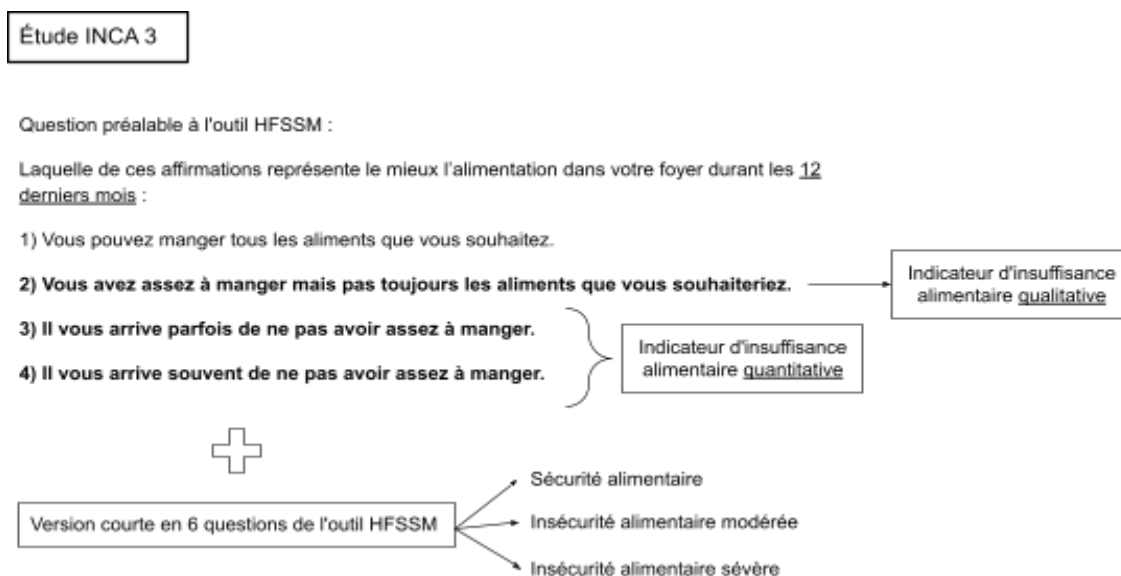 Étude INCA 3
Question préalable à l'outil HFSSM :
Laquelle de ces affirmations représente le mieux l'alimentation dans votre foyer durant les 12
derniers mois :
1) Vous pouvez manger tous les aliments que vous souhaitez.
2) Vous avez assez à manger mais pas toujours les aliments que vous souhaiteriez.
Indicateur d'insuffisance
alimentaire qualitative
3) Il vous arrive parfois de ne pas avoir assez à manger.
4) Il vous arrive souvent de ne pas avoir assez à manger.
Indicateur d'insuffisance
alimentaire quantitative
Version courte en 6 questions de l'outil HFSSM
Sécurité alimentaire
Insécurité alimentaire modérée
Insécurité alimentaire sévère